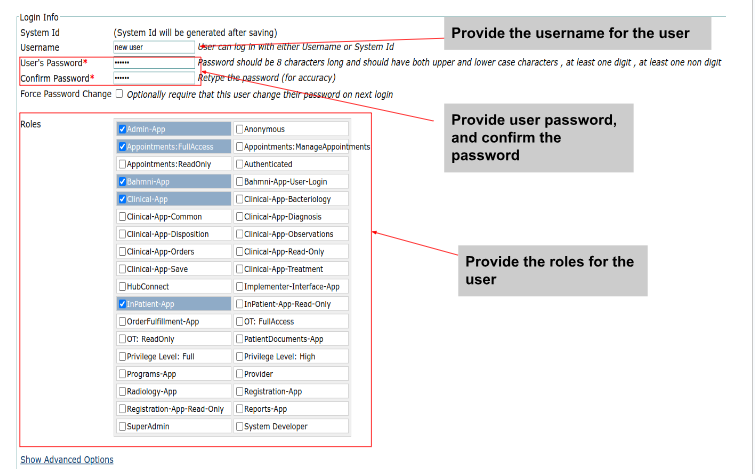 Login Info
System Id (System Id will be generated after saving)
Username new user User can log in with either Username or System Id
User's Password* •••••• Password should be 8 characters long and should have both upper and lower case characters , at least one digit , at least one non digit
Confirm Password* •••••• Retype the password (for accuracy)
Force Password Change Optionally require that this user change their password on next login
Roles
Admin-App Anonymous
Appointments:FullAccess Appointments:ManageAppointments
Appointments:ReadOnly Authenticated
Bahmni-App Bahmni-App-User-Login
Clinical-App Clinical-App-Bacteriology
Clinical-App-Common Clinical-App-Diagnosis
Clinical-App-Disposition Clinical-App-Observations
Clinical-App-Orders Clinical-App-Read-Only
Clinical-App-Save Clinical-App-Treatment
HubConnect Implementer-Interface-App
InPatient-App InPatient-App-Read-Only
OrderFulfillment-App OT: FullAccess
OT: ReadOnly PatientDocuments-App
Privilege Level: Full Privilege Level: High
Programs-App Provider
Radiology-App Registration-App
Registration-App-Read-Only Reports-App
SuperAdmin System Developer
Show Advanced Options
Provide the username for the user
Provide user password,
and confirm the
password
Provide the roles for the
user